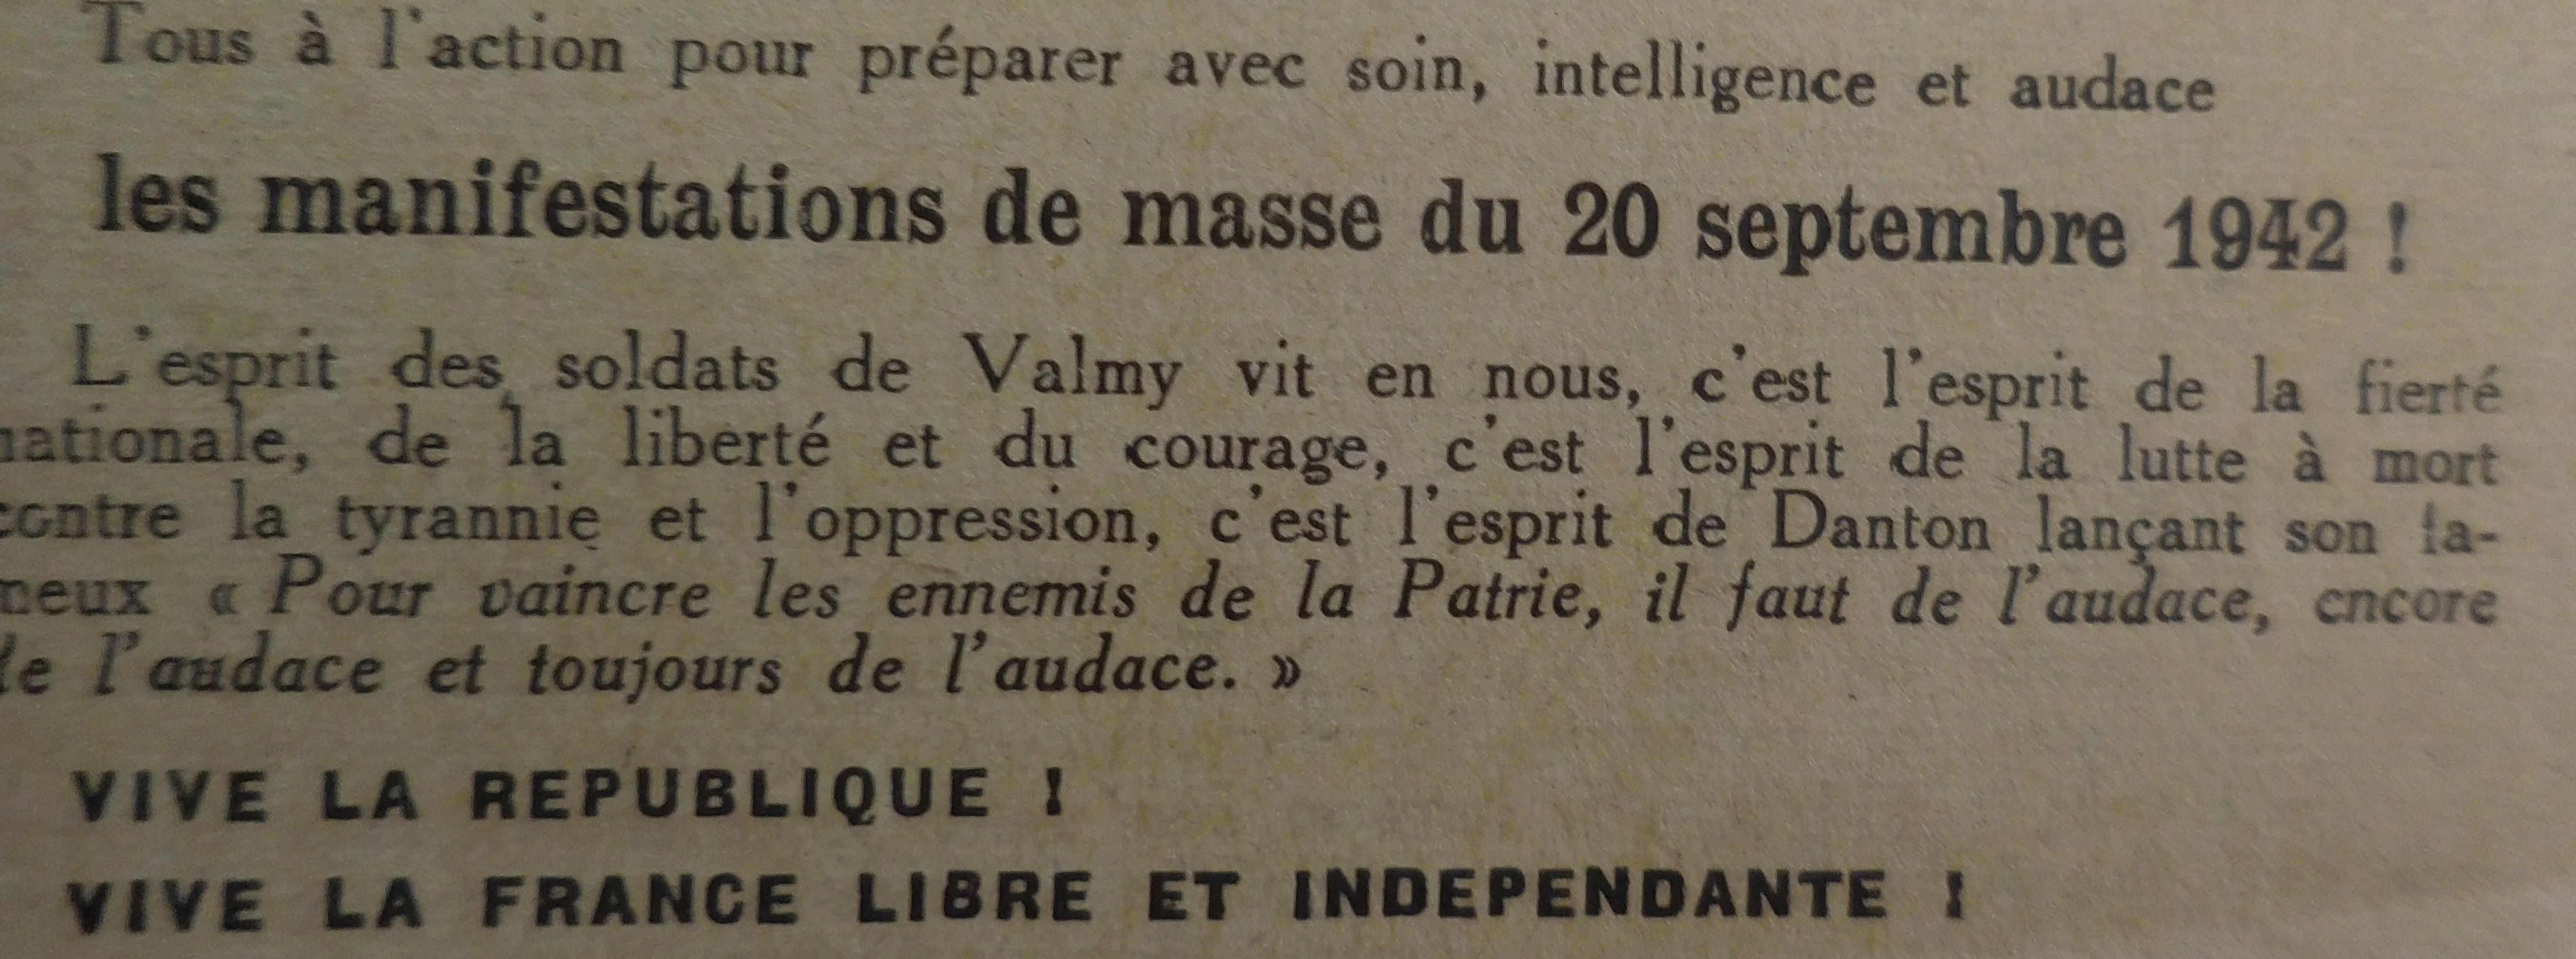 Tous à l'action pour préparer avec soin, intelligence et audace
les manifestations de masse du 20 septembre 1942 !
L'esprit des soldats de Valmy vit en nous, c'est l'esprit de la fierté
nationale, de la liberté et du courage, c'est l'esprit de la lutte à mort
contre la tyrannie et l'oppression, c'est l'esprit de Danton lançant son fa-
meux « Pour vaincre les ennemis de la Patrie, il faut de l'audace, encore
de l'audace et toujours de l'audace. »
VIVE LA REPUBLIQUE !
VIVE LA FRANCE LIBRE ET INDEPENDANTE !